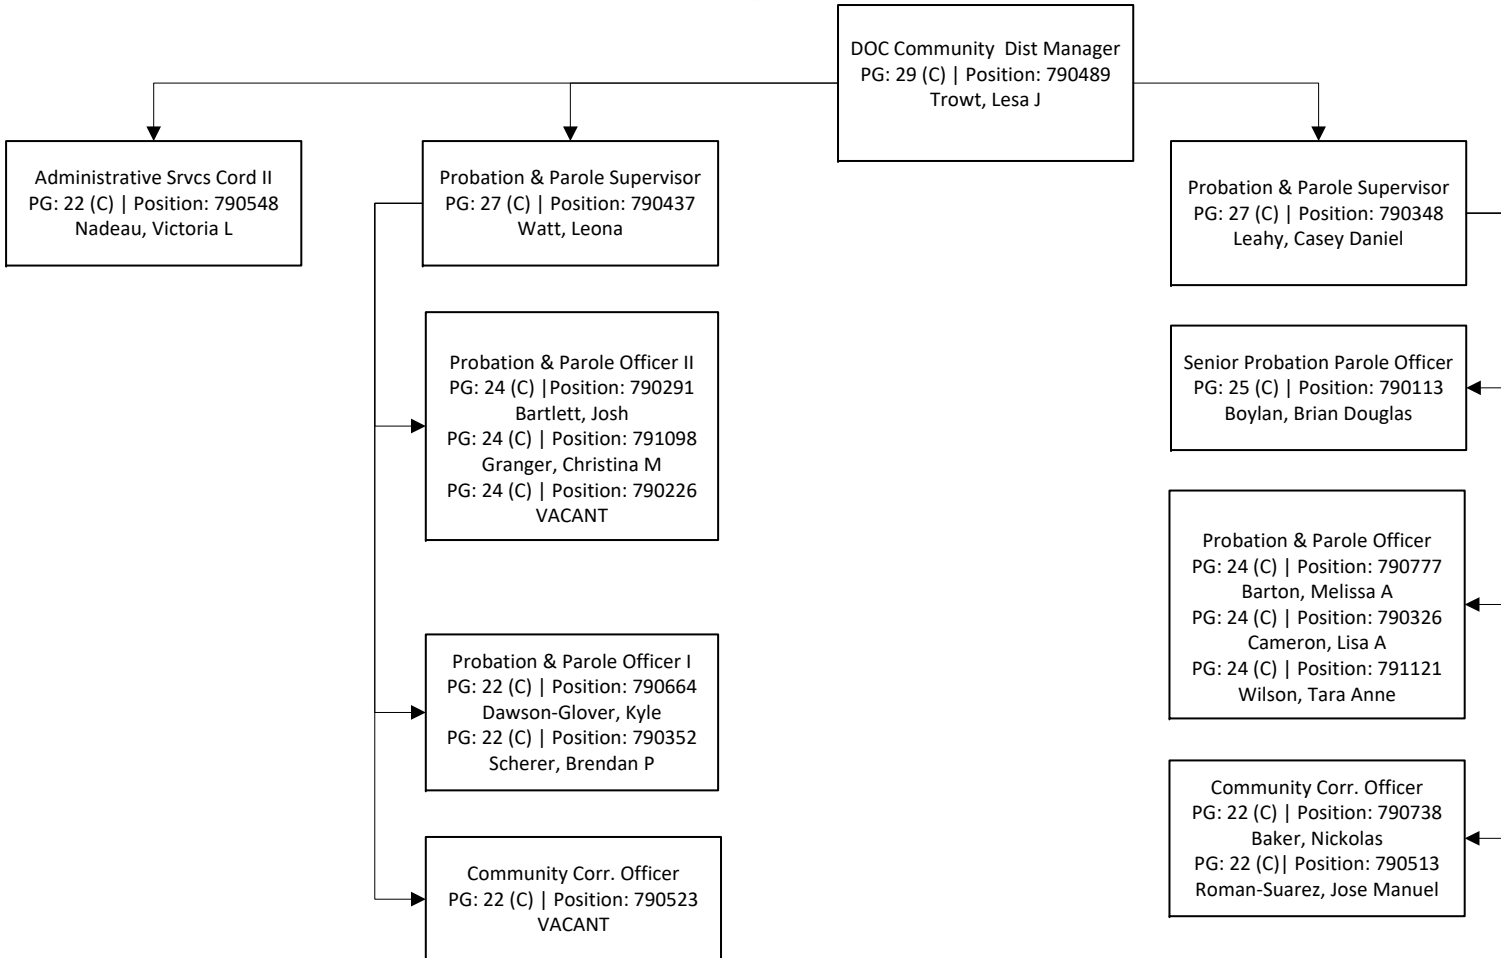 DOC Community  Dist Manager
PG: 29 (C) | Position: 790489
Trowt, Lesa J
Administrative Srvcs Cord II
PG: 22 (C) | Position: 790548
Nadeau, Victoria L
Probation & Parole Supervisor
PG: 27 (C) | Position: 790437
Watt, Leona
Probation & Parole Supervisor
PG: 27 (C) | Position: 790348
Leahy, Casey Daniel
Probation & Parole Officer II
PG: 24 (C) |Position: 790291
Bartlett, Josh
PG: 24 (C) | Position: 791098
Granger, Christina M
PG: 24 (C) | Position: 790226
VACANT
Senior Probation Parole Officer
PG: 25 (C) | Position: 790113
Boylan, Brian Douglas
Probation & Parole Officer
PG: 24 (C) | Position: 790777
Barton, Melissa A
PG: 24 (C) | Position: 790326
Cameron, Lisa A
PG: 24 (C) | Position: 791121
Wilson, Tara Anne
Probation & Parole Officer I
PG: 22 (C) | Position: 790664
Dawson-Glover, Kyle
PG: 22 (C) | Position: 790352
Scherer, Brendan P
Community Corr. Officer
PG: 22 (C) | Position: 790738
Baker, Nickolas
PG: 22 (C)| Position: 790513
Roman-Suarez, Jose Manuel
Community Corr. Officer
PG: 22 (C) | Position: 790523
VACANT